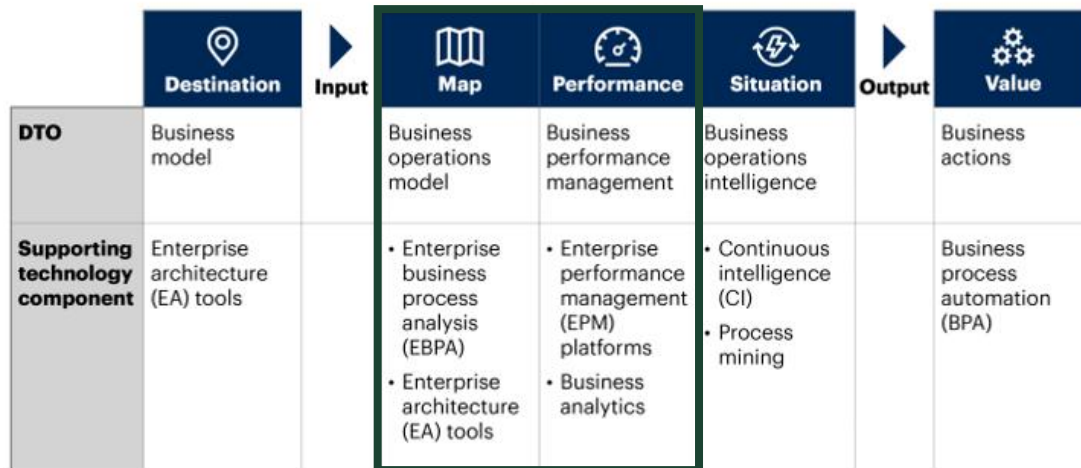 Destination
Input
Map
Performance
Situation
Output
Value
DTO
Business
model
Business
operations
model
Business
performance
management
Business
operations
intelligence
Business
actions
Supporting
technology
component
Enterprise
architecture
(EA) tools
• Enterprise
business
process
analysis
(EBPA)
• Enterprise
architecture
(EA) tools
• Enterprise
performance
management
(EPM)
platforms
• Business
analytics
• Continuous
intelligence
(CI)
• Process
mining
Business
process
automation
(BPA)